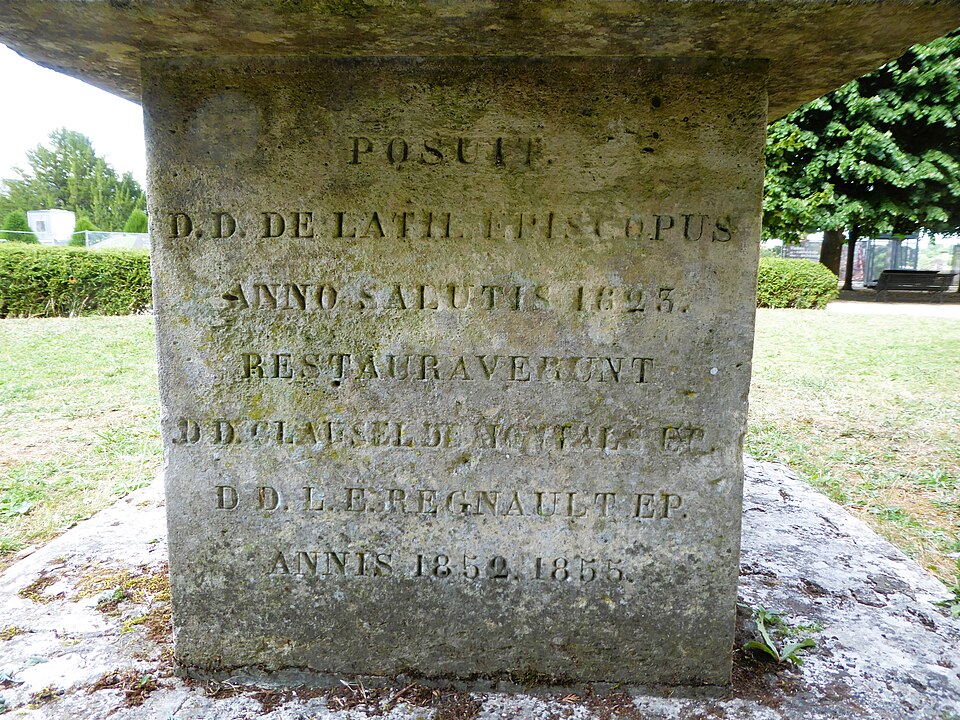 POSUIT.
D. D. DE LATIL EPISCOPUS
ANNO SALUTIS 1823.
RESTAURAVERUNT
D D. CLAUSEL DE MONTALS EP.
D D. L. E. REGNAULT EP.
ANNIS 1852. 1855.